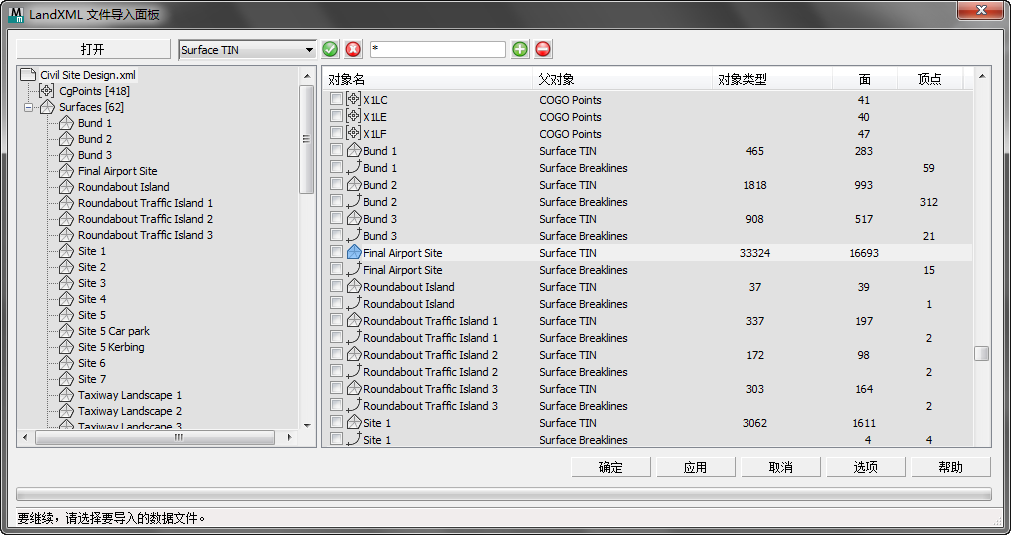 LandXML 文件导入面板
打开 Surface TIN *
Civil Site Design.xml
CgPoints [418]
Surfaces [62]
Bund 1
Bund 2
Bund 3
Final Airport Site
Roundabout Island
Roundabout Traffic Island 1
Roundabout Traffic Island 2
Roundabout Traffic Island 3
Site 1
Site 2
Site 3
Site 4
Site 5
Site 5 Car park
Site 5 Kerbing
Site 6
Site 7
Taxiway Landscape 1
Taxiway Landscape 2
Taxiway Landscape 3
对象名 父对象 对象类型 面 顶点
X1LC COGO Points 41
X1LE COGO Points 40
X1LF COGO Points 47
Bund 1 Surface TIN 465 283
Bund 1 Surface Breaklines 59
Bund 2 Surface TIN 1818 993
Bund 2 Surface Breaklines 312
Bund 3 Surface TIN 908 517
Bund 3 Surface Breaklines 21
Final Airport Site Surface TIN 33324 16693
Final Airport Site Surface Breaklines 15
Roundabout Island Surface TIN 37 39
Roundabout Island Surface Breaklines 1
Roundabout Traffic Island 1 Surface TIN 337 197
Roundabout Traffic Island 1 Surface Breaklines 2
Roundabout Traffic Island 2 Surface TIN 172 98
Roundabout Traffic Island 2 Surface Breaklines 2
Roundabout Traffic Island 3 Surface TIN 303 164
Roundabout Traffic Island 3 Surface Breaklines 2
Site 1 Surface TIN 3062 1611
Site 1 Surface Breaklines 4 4
确定 应用 取消 选项 帮助
要继续，请选择要导入的数据文件。